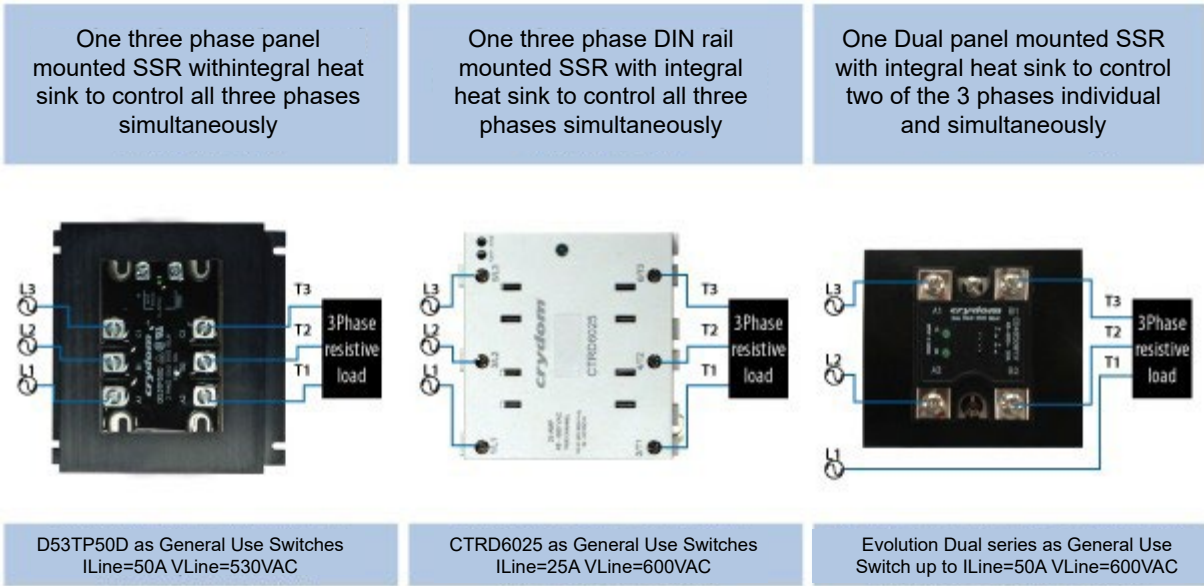 One three phase panel
mounted SSR withintegral heat
sink to control all three phases
simultaneously
One three phase DIN rail
mounted SSR with integral
heat sink to control all three
phases simultaneously
One Dual panel mounted SSR
with integral heat sink to control
two of the 3 phases individual
and simultaneously
L3
L2
L1
crydom
T3
T2
T1
3Phase
resistive
load
L3
L2
L1
crydom
CTRD6025
T3
T2
T1
3Phase
resistive
load
L3
L2
L1
A1
B1
crydom
T3
T2
T1
3Phase
resistive
load
D53TP50D as General Use Switches
ILine=50A VLine=530VAC
CTRD6025 as General Use Switches
ILine=25A VLine=600VAC
Evolution Dual series as General Use
Switch up to ILine=50A VLine=600VAC